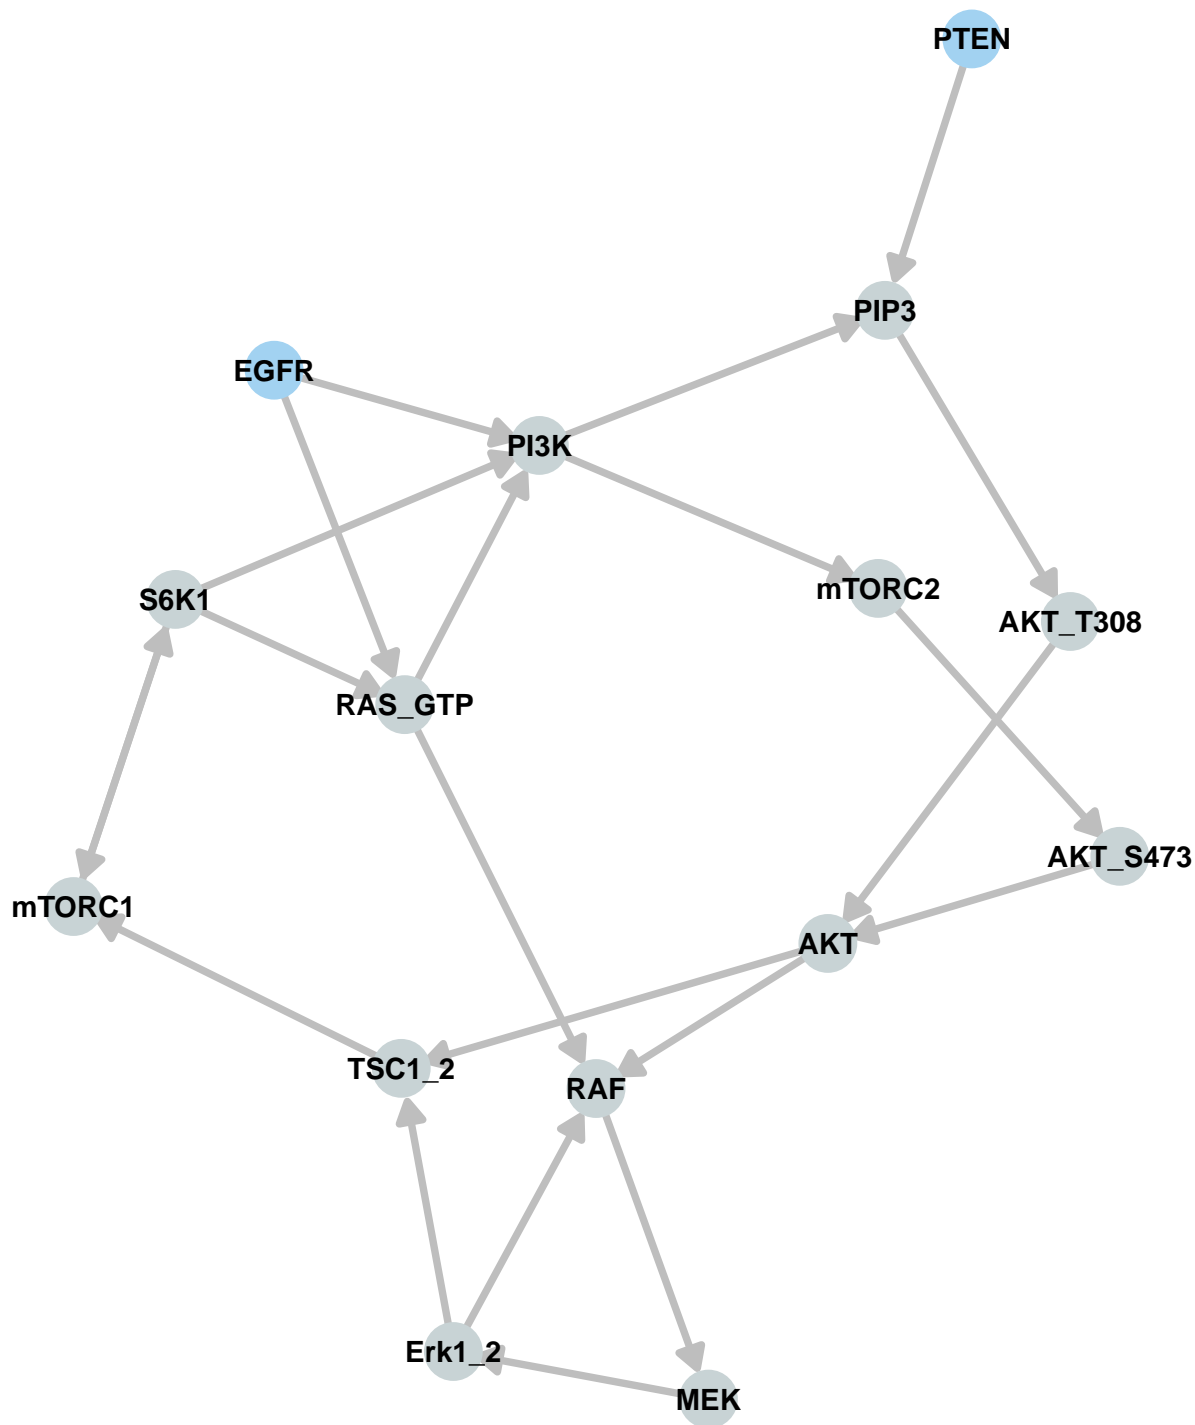 PTEN
PIP3
EGFR
PI3K
mTORC2
S6K1
AKT_T308
RAS_GTP
AKT_S473
mTORC1
AKT
TSC1_2
RAF
Erk1_2
MEK